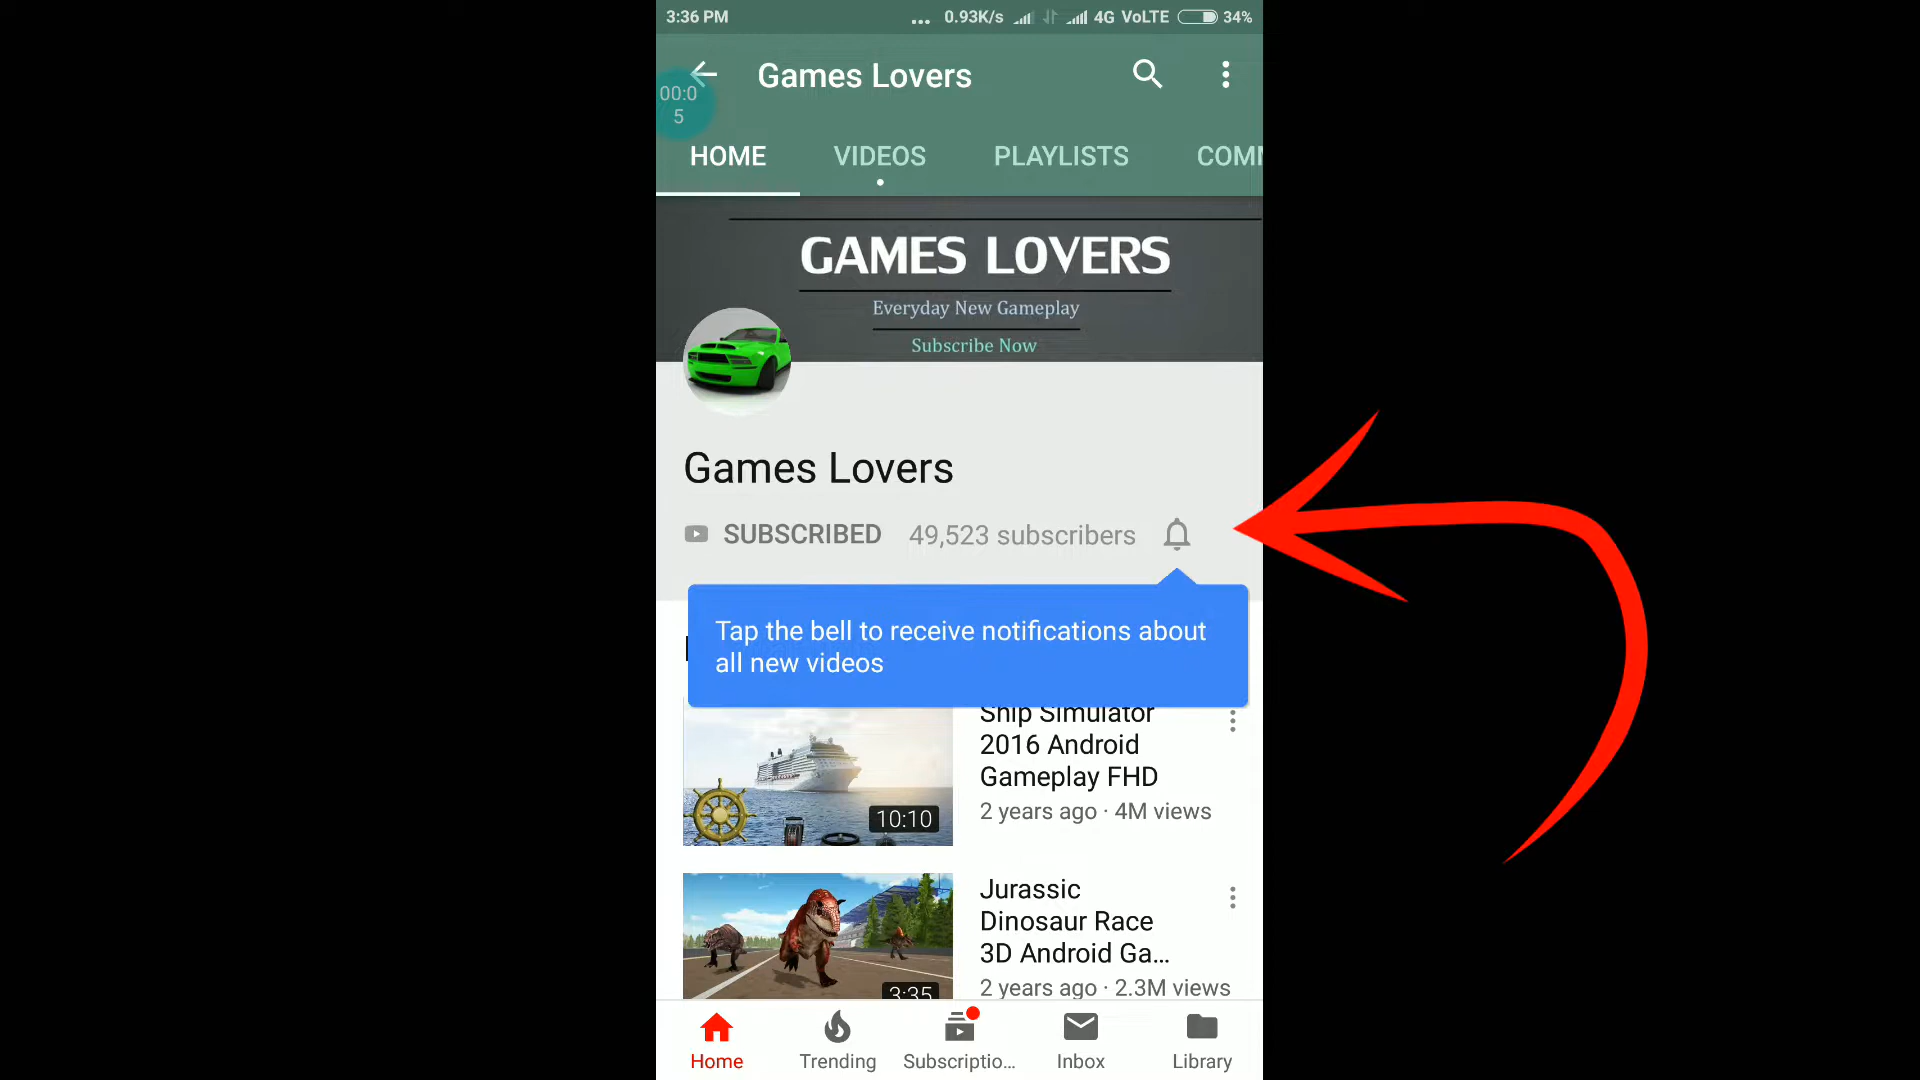 3:36 PM
... 0.93K/s 4G VoLTE 34%
Games Lovers
00:0
5
HOME VIDEOS PLAYLISTS COMM
GAMES LOVERS
Everyday New Gameplay
Subscribe Now
Games Lovers
SUBSCRIBED 49,523 subscribers
Tap the bell to receive notifications about
all new videos
Ship Simulator
2016 Android
Gameplay FHD
2 years ago · 4M views
10:10
Jurassic
Dinosaur Race
3D Android Ga...
2 years ago · 2.3M views
3:35
Home Trending Subscriptio... Inbox Library